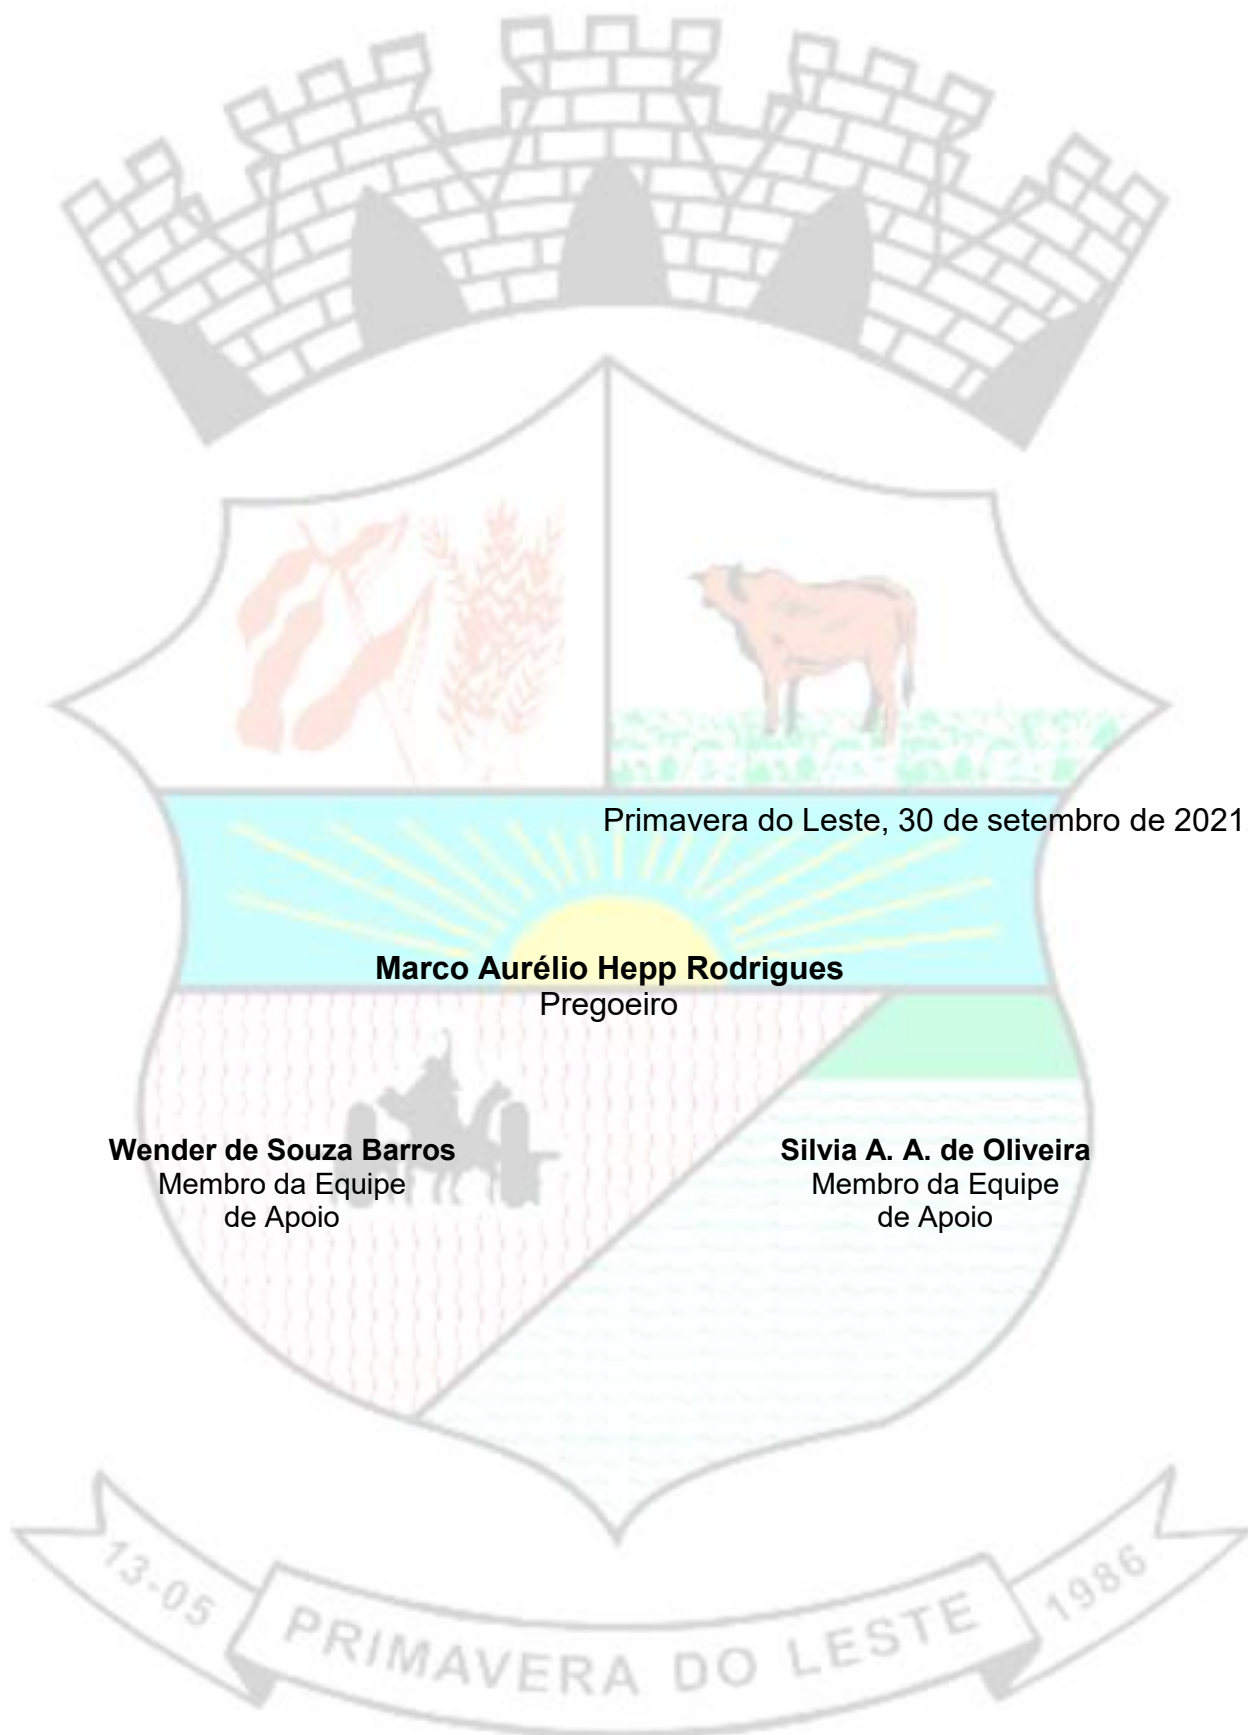 Primavera do Leste, 30 de setembro de 2021
Marco Aurélio Hepp Rodrigues
Pregoeiro
Wender de Souza Barros
Membro da Equipe
de Apoio
Silvia A. A. de Oliveira
Membro da Equipe
de Apoio
13-05
PRIMAVERA DO LESTE
1986